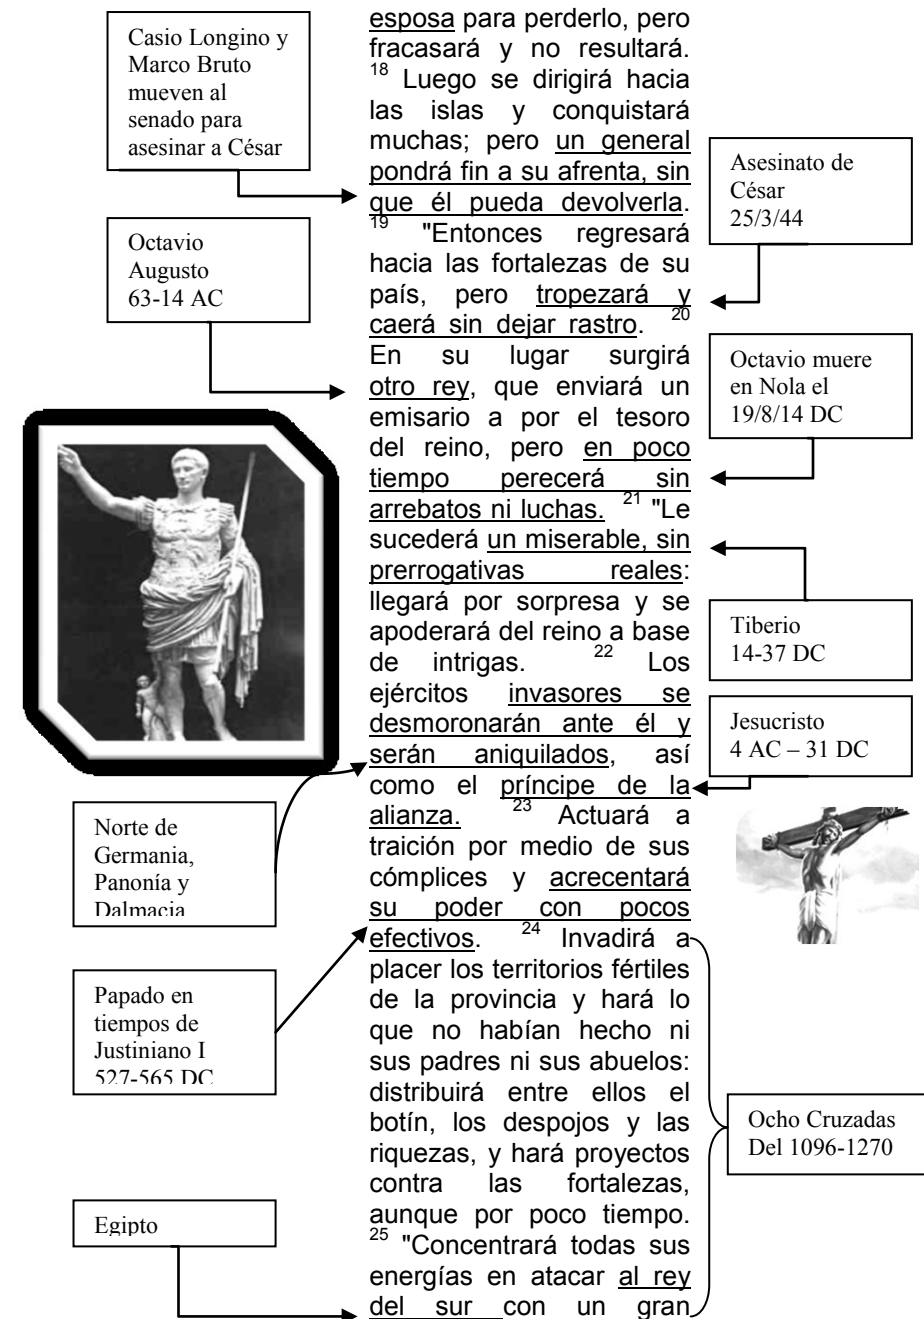 esposa para perderlo, pero
fracasará y no resultará.
18 Luego se dirigirá hacia
las islas y conquistará
muchas; pero un general
pondrá fin a su afrenta, sin
que él pueda devolverla.
19 "Entonces regresará
hacia las fortalezas de su
país, pero tropezará y
caerá sin dejar rastro. 20
En su lugar surgirá
otro rey, que enviará un
emisario a por el tesoro
del reino, pero en poco
tiempo perecerá sin
arrebatos ni luchas. 21 "Le
sucederá un miserable, sin
prerrogativas reales:
llegará por sorpresa y se
apoderará del reino a base
de intrigas. 22 Los
ejércitos invasores se
desmoronarán ante él y
serán aniquilados, así
como el príncipe de la
alianza. 23 Actuará a
traición por medio de sus
cómplices y acrecentará
su poder con pocos
efectivos. 24 Invadirá a
placer los territorios fértiles
de la provincia y hará lo
que no habían hecho ni
sus padres ni sus abuelos:
distribuirá entre ellos el
botín, los despojos y las
riquezas, y hará proyectos
contra las fortalezas,
aunque por poco tiempo.
25 "Concentrará todas sus
energías en atacar al rey
del sur con un gran
Casio Longino y
Marco Bruto
mueven al
senado para
asesinar a César
Octavio
Augusto
63-14 AC
Norte de
Germania,
Panonía y
Dalmacia
Papado en
tiempos de
Justiniano I
527-565 DC
Egipto
Asesinato de
César
25/3/44
Octavio muere
en Nola el
19/8/14 DC
Tiberio
14-37 DC
Jesucristo
4 AC – 31 DC
Ocho Cruzadas
Del 1096-1270